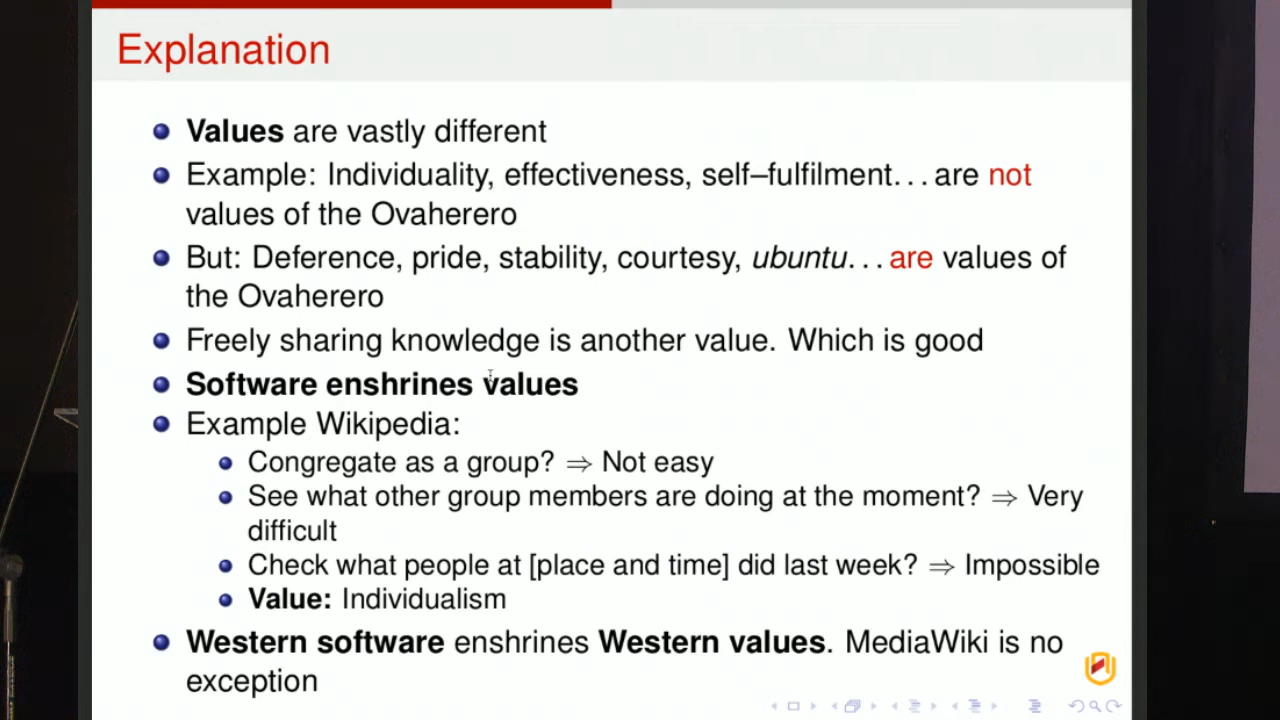 Explanation
Values are vastly different
Example: Individuality, effectiveness, self–fulfilment... are not
values of the Ovaherero
But: Deference, pride, stability, courtesy, ubuntu... are values of
the Ovaherero
Freely sharing knowledge is another value. Which is good
Software enshrines values
Example Wikipedia:
Congregate as a group? ⇒ Not easy
See what other group members are doing at the moment? ⇒ Very
difficult
Check what people at [place and time] did last week? ⇒ Impossible
Value: Individualism
Western software enshrines Western values. MediaWiki is no
exception